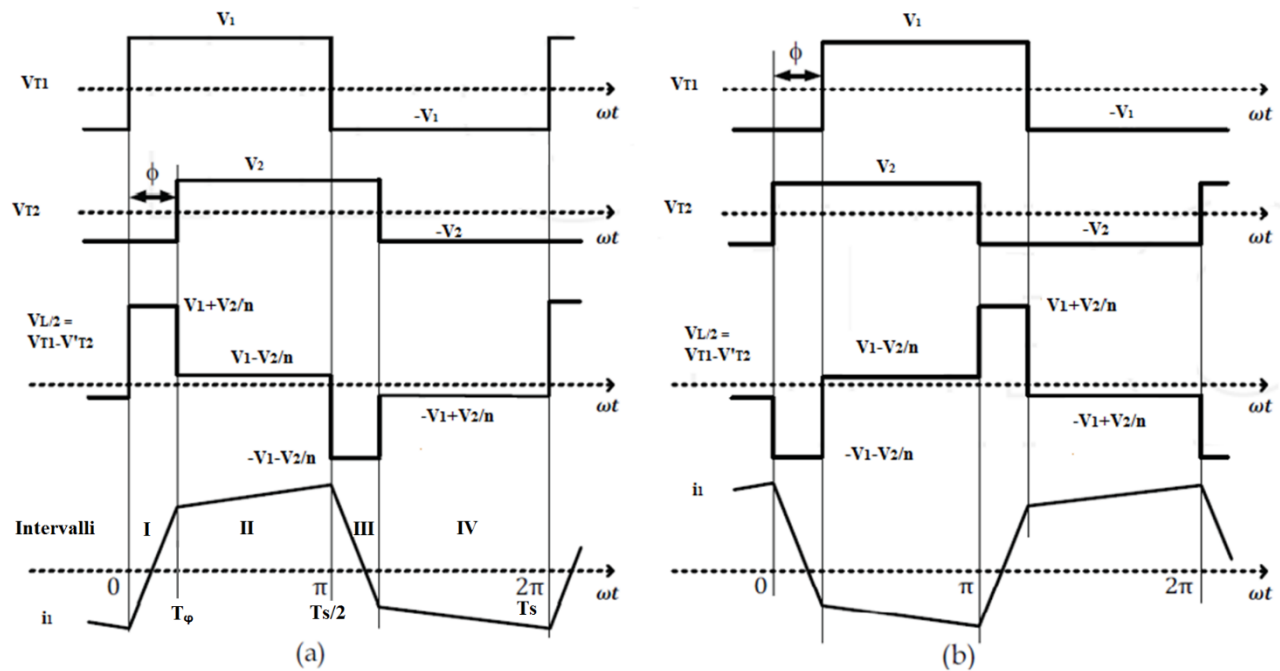 V1
VT1
-V1
ωt
ϕ
V2
VT2
-V2
ωt
V1+V2/n
VL/2 =
VT1-V'T2
V1-V2/n
ωt
-V1+V2/n
-V1-V2/n
Intervalli I II III IV
0 π 2π ωt
i1 Tφ Ts/2 Ts
(a)
V1
ϕ
VT1
-V1
ωt
V2
VT2
-V2
ωt
V1+V2/n
VL/2 =
VT1-V'T2
V1-V2/n
ωt
-V1+V2/n
-V1-V2/n
i1
0 π 2π ωt
(b)